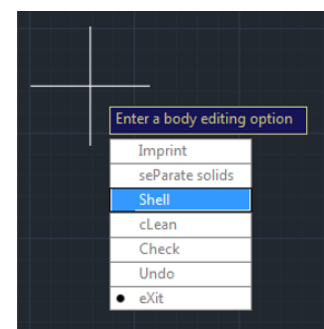 Enter a body editing option
Imprint
seParate solids
Shell
cLean
Check
Undo
eXit